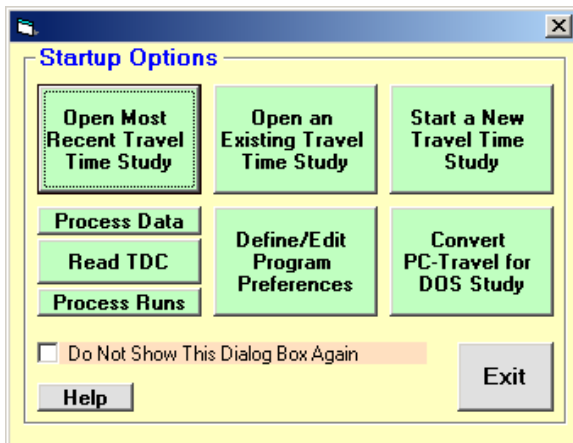 Startup Options
Open Most
Recent Travel
Time Study
Open an
Existing Travel
Time Study
Start a New
Travel Time
Study
Process Data
Read TDC
Process Runs
Define/Edit
Program
Preferences
Convert
PC-Travel for
DOS Study
Do Not Show This Dialog Box Again
Help
Exit